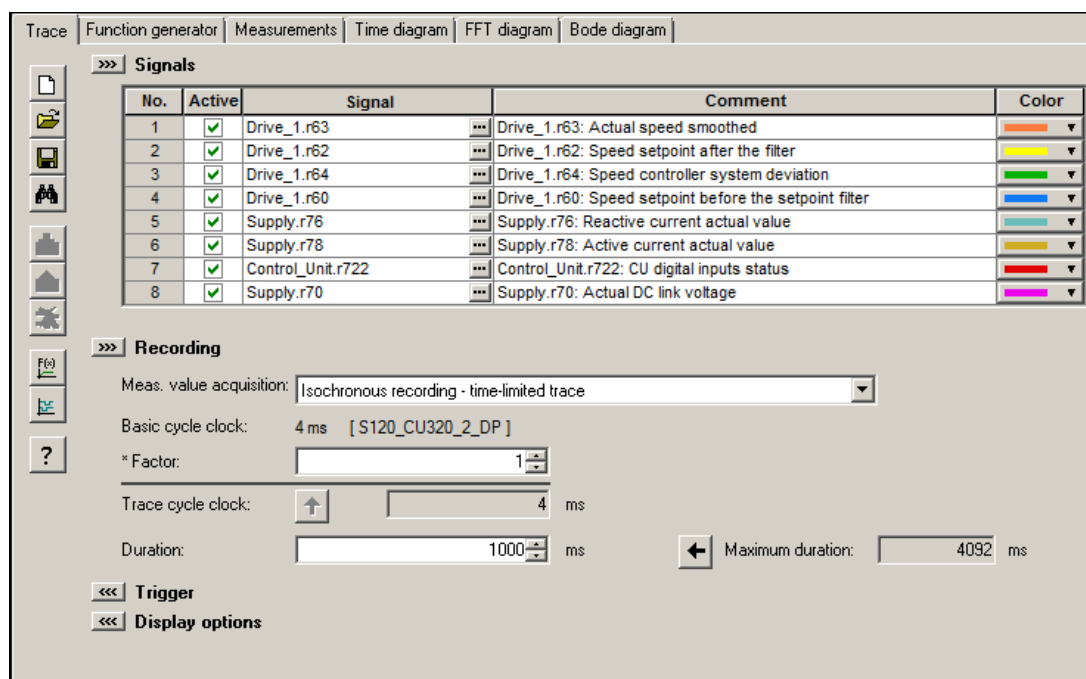 Trace Function generator Measurements Time diagram FFT diagram Bode diagram
>>> Signals
No. Active Signal Comment Color
1 Drive_1.r63 ... Drive_1.r63: Actual speed smoothed
2 Drive_1.r62 ... Drive_1.r62: Speed setpoint after the filter
3 Drive_1.r64 ... Drive_1.r64: Speed controller system deviation
4 Drive_1.r60 ... Drive_1.r60: Speed setpoint before the setpoint filter
5 Supply.r76 ... Supply.r76: Reactive current actual value
6 Supply.r78 ... Supply.r78: Active current actual value
7 Control_Unit.r722 ... Control_Unit.r722: CU digital inputs status
8 Supply.r70 ... Supply.r70: Actual DC link voltage
>>> Recording
F(x)
Meas. value acquisition: Isochronous recording - time-limited trace
Basic cycle clock: 4 ms [ S120_CU320_2_DP ]
?
* Factor: 1
Trace cycle clock: 4 ms
Duration: 1000 ms Maximum duration: 4092 ms
<<< Trigger
<<< Display options